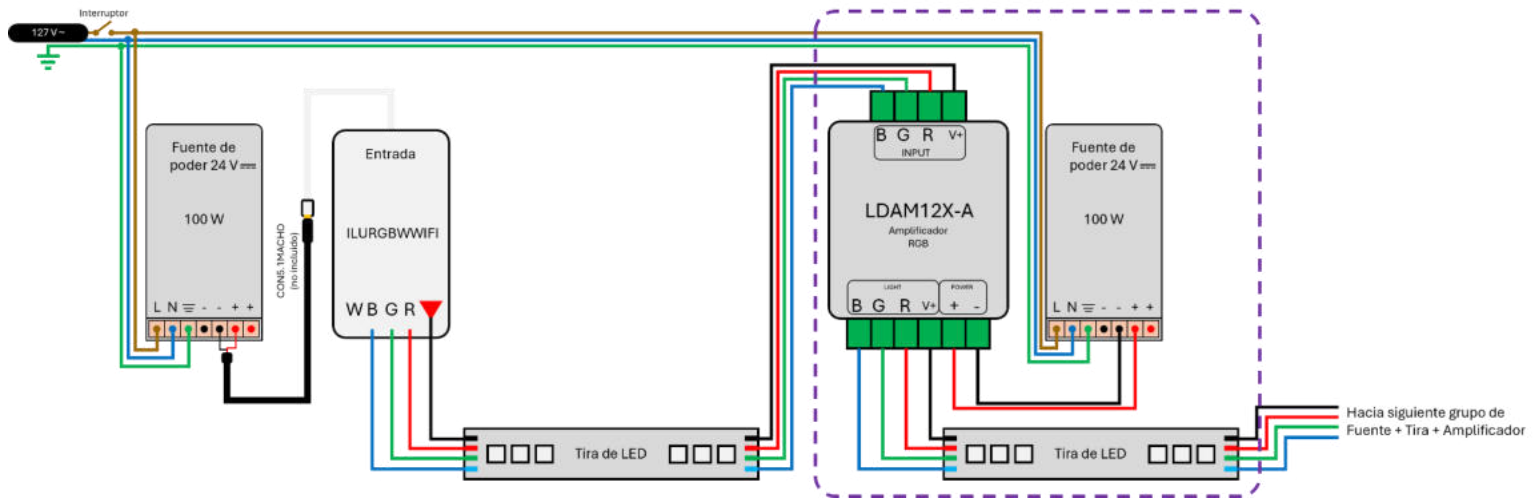 Interruptor
127 V ~
Fuente de
poder 24 V
100 W
L N - - + +
CON5.1MACHO
(no incluido)
Entrada
ILURGBWWIFI
W B G R
Tira de LED
B G R V+
INPUT
LDAM12X-A
Amplificador
RGB
LIGHT
POWER
B G R V+ + -
Fuente de
poder 24 V
100 W
L N - - + +
Tira de LED
Hacia siguiente grupo de
Fuente + Tira + Amplificador